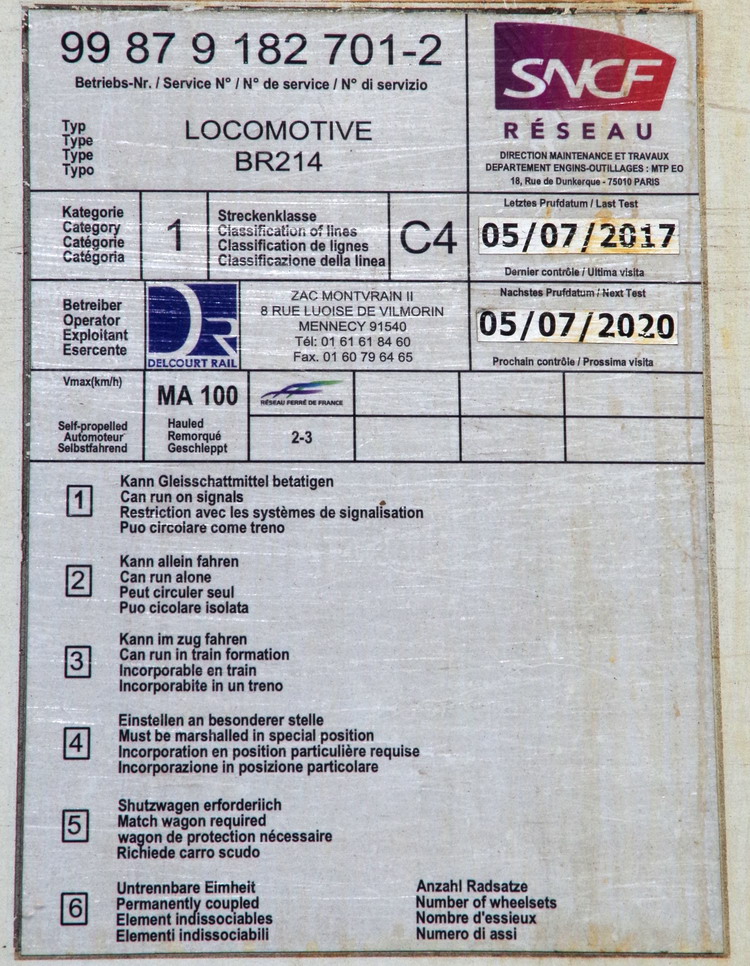 99 87 9 182 701-2
Betriebs-Nr. / Service N° / N° de service / N° di servizio
Typ
Type
Type
Typo
LOCOMOTIVE
BR214
SNCF
RÉSEAU
DIRECTION MAINTENANCE ET TRAVAUX
DEPARTEMENT ENGINS-OUTILLAGES : MTP EO
18, Rue de Dunkerque - 75010 PARIS
Kategorie
Category
Catégorie
Catégoria
1
Streckenklasse
Classification of lines
Classification de lignes
Classificazione della linea
C4
Letztes Prufdatum / Last Test
05/07/2017
Dernier contrôle / Ultima visita
Betreiber
Operator
Exploitant
Esercente
DR
DELCOURT RAIL
ZAC MONTVRAIN II
8 RUE LUOISE DE VILMORIN
MENNECY 91540
Tél: 01 61 61 84 60
Fax. 01 60 79 64 65
Nachstes Prufdatum / Next Test
05/07/2020
Prochain contrôle / Prossima visita
Vmax(km/h)
MA 100
RÉSEAU FERRÉ DE FRANCE
Self-propelled
Automoteur
Selbstfahrend
Hauled
Remorqué
Geschleppt
2-3
1
Kann Gleisschattmittel betatigen
Can run on signals
Restriction avec les systèmes de signalisation
Puo circolare come treno
2
Kann allein fahren
Can run alone
Peut circuler seul
Puo cicolare isolata
3
Kann im zug fahren
Can run in train formation
Incorporable en train
Incorporabite in un treno
4
Einstellen an besonderer stelle
Must be marshalled in special position
Incorporation en position particulière requise
Incorporazione in posizione particolare
5
Shutzwagen erforderiich
Match wagon required
wagon de protection nécessaire
Richiede carro scudo
6
Untrennbare Eimheit
Permanently coupled
Element indissociables
Elementi indissociabili
Anzahl Radsatze
Number of wheelsets
Nombre d'essieux
Numero di assi